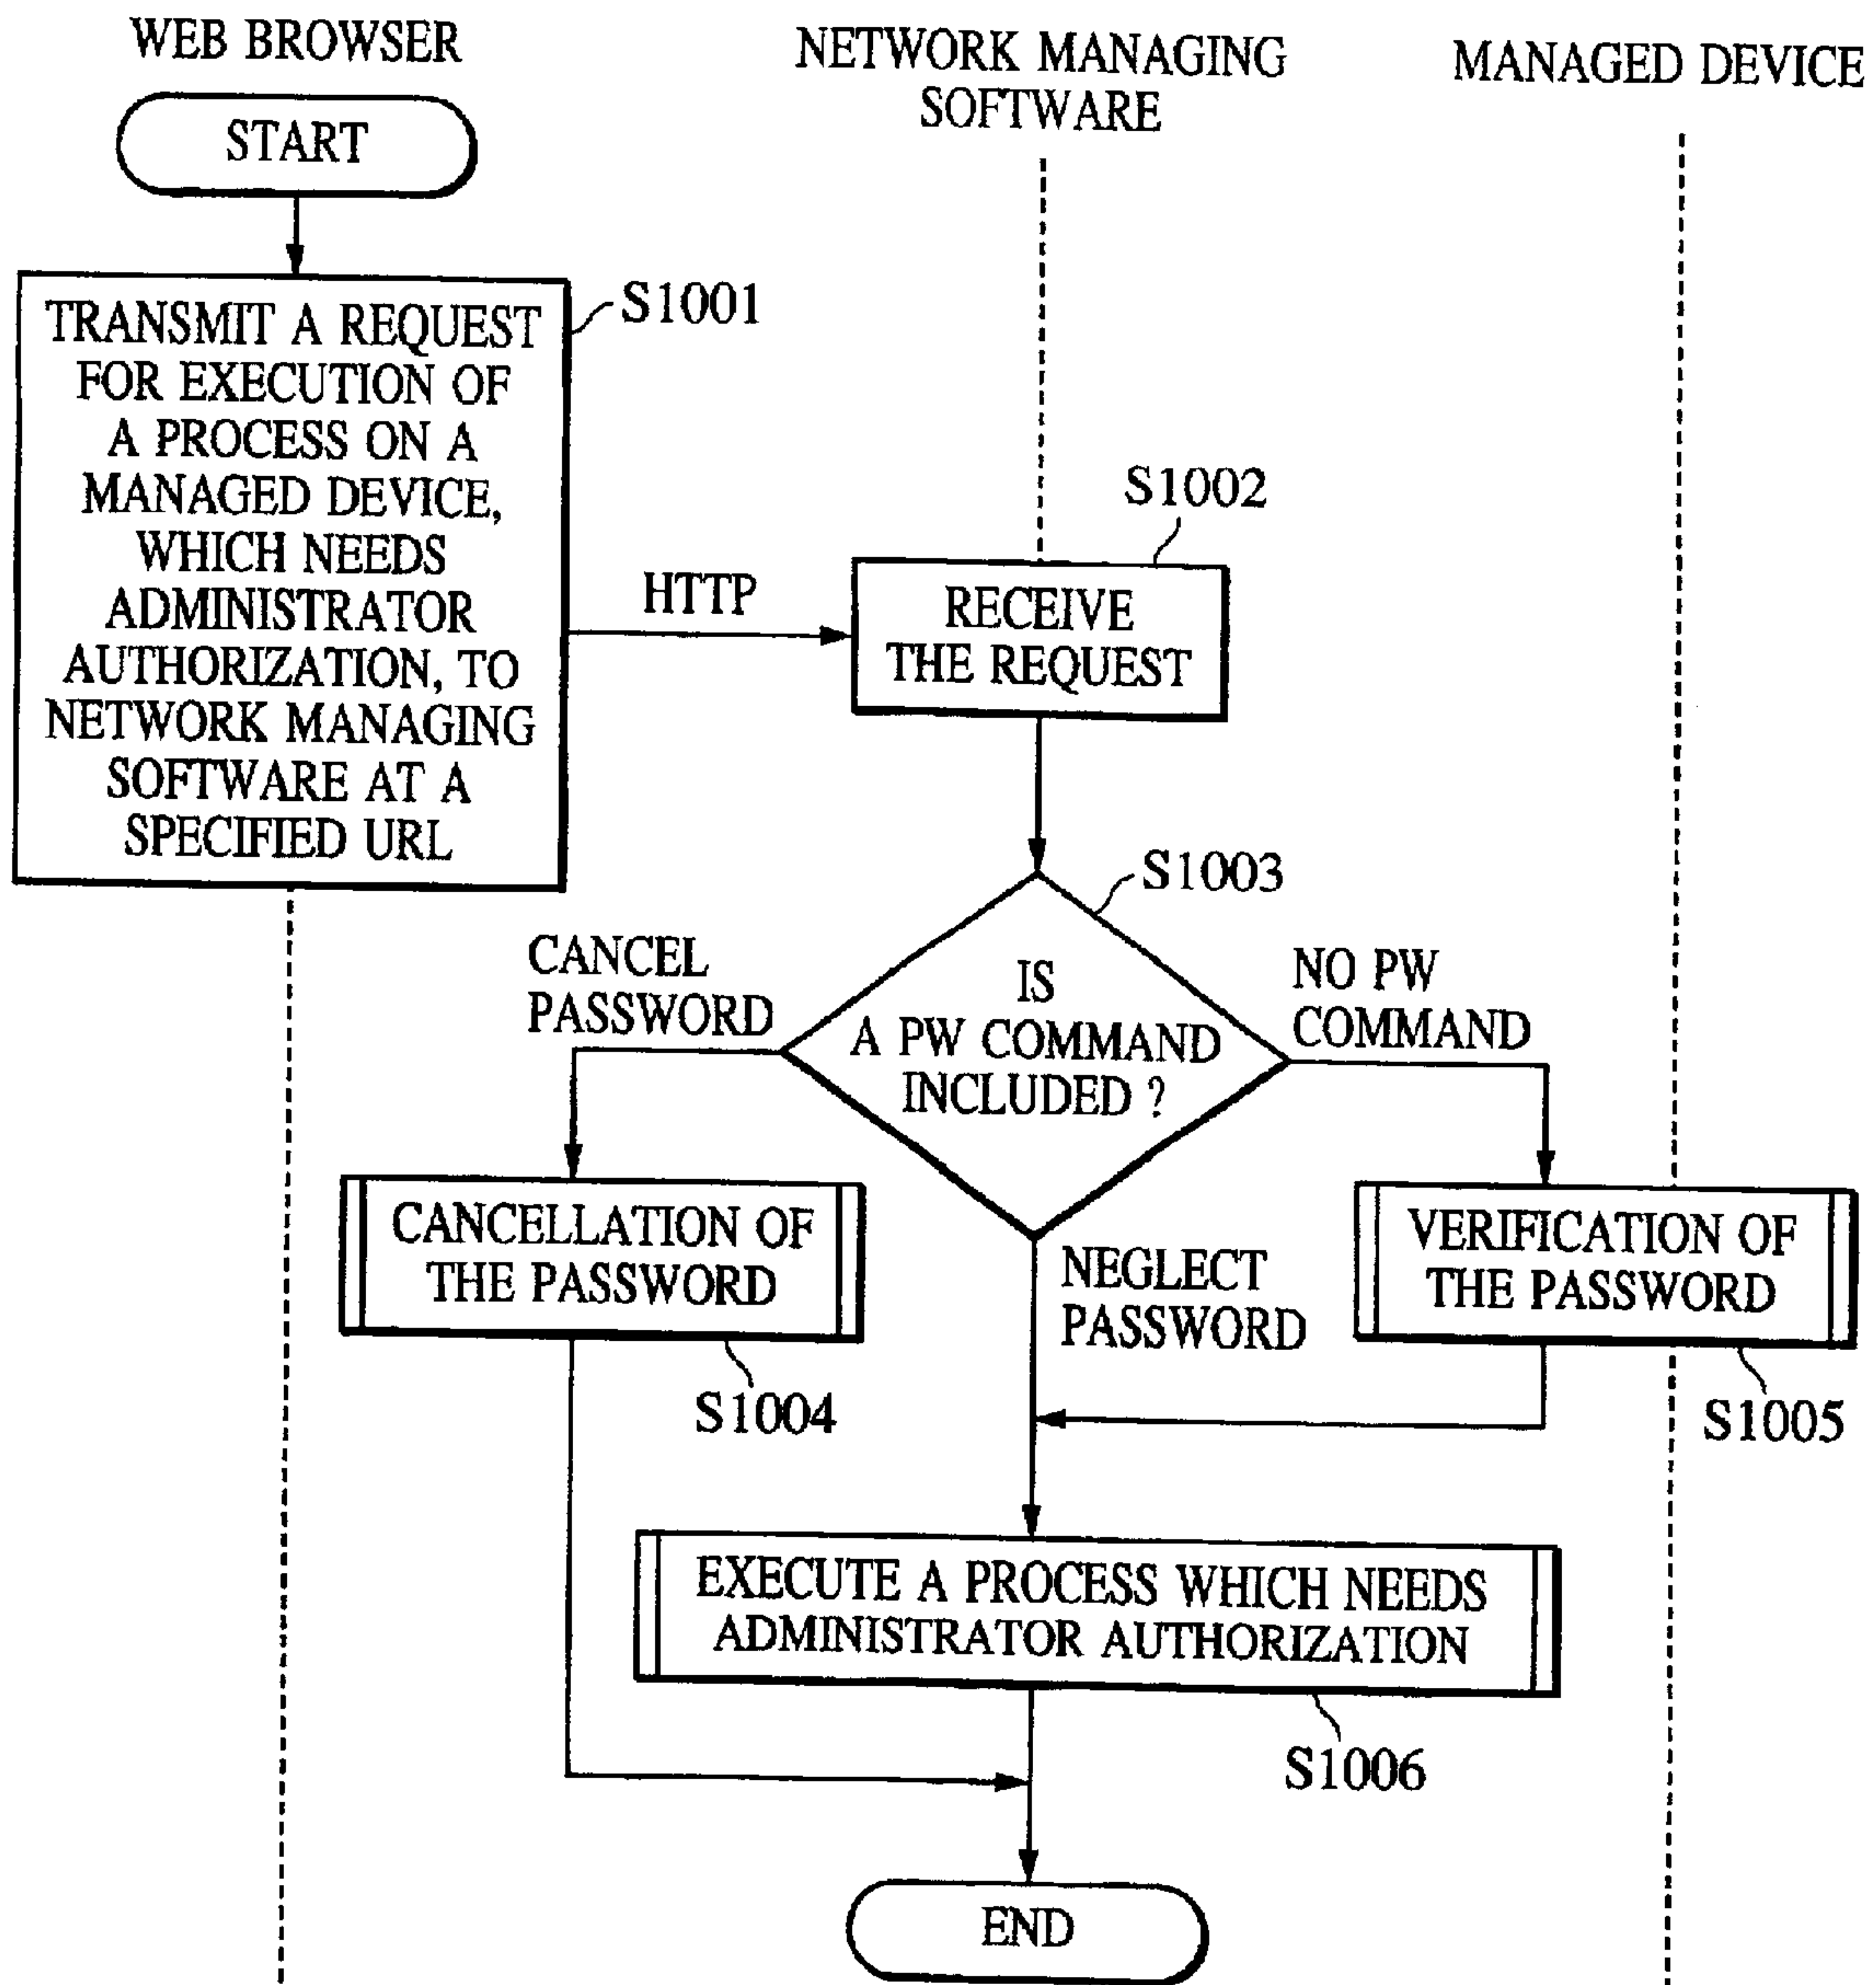 WEB BROWSER
NETWORK MANAGING
SOFTWARE
MANAGED DEVICE
START
TRANSMIT A REQUEST
FOR EXECUTION OF
A PROCESS ON A
MANAGED DEVICE,
WHICH NEEDS
ADMINISTRATOR
AUTHORIZATION, TO
NETWORK MANAGING
SOFTWARE AT A
SPECIFIED URL
S1001
HTTP
S1002
RECEIVE
THE REQUEST
S1003
IS
A PW COMMAND
INCLUDED ?
CANCEL
PASSWORD
NO PW
COMMAND
CANCELLATION OF
THE PASSWORD
S1004
NEGLECT
PASSWORD
VERIFICATION OF
THE PASSWORD
S1005
EXECUTE A PROCESS WHICH NEEDS
ADMINISTRATOR AUTHORIZATION
S1006
END